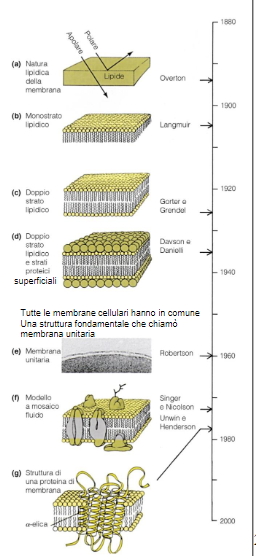 1880
Apolare
Polare
(a) Natura
lipidica
della
membrana
Lipide
Overton
1900
(b) Monostrato
lipidico
Langmuir
1920
(c) Doppio
strato
lipidico
Gorter e
Grendel
(d) Doppio
strato
lipidico
e strati
proteici
superficiali
Davson e
Danielli
1940
Tutte le membrane cellulari hanno in comune
Una struttura fondamentale che chiamò
membrana unitaria
(e) Membrana
unitaria
Robertson
1960
(f) Modello
a mosaico
fluido
Singer
e Nicolson
Unwin e
Henderson
1980
(g) Struttura di
una proteina di
membrana
α-elica
2000